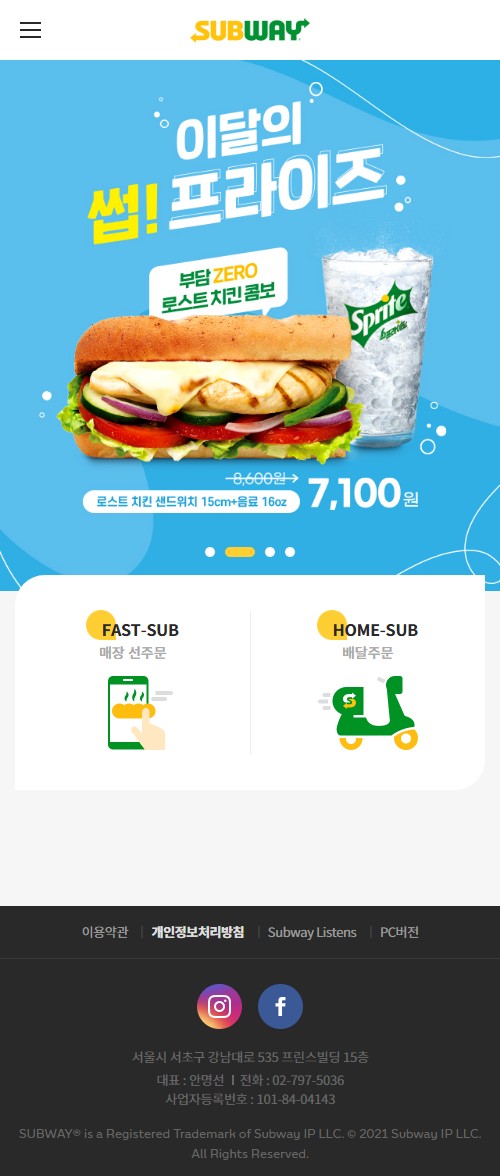 SUBWAY
이달의
썹! 프라이즈
부담 ZERO
로스트 치킨 콤보
Sprite
8,600원
로스트 치킨 샌드위치 15cm+음료 16oz
7,100원
FAST-SUB
매장 선주문
HOME-SUB
배달주문
이용약관 | 개인정보처리방침 | Subway Listens | PC버전
서울시 서초구 강남대로 535 프린스빌딩 15층
대표 : 안영선 I 전화 : 02-797-5036
사업자등록번호 : 101-84-04143
SUBWAY® is a Registered Trademark of Subway IP LLC. © 2021 Subway IP LLC.
All Rights Reserved.